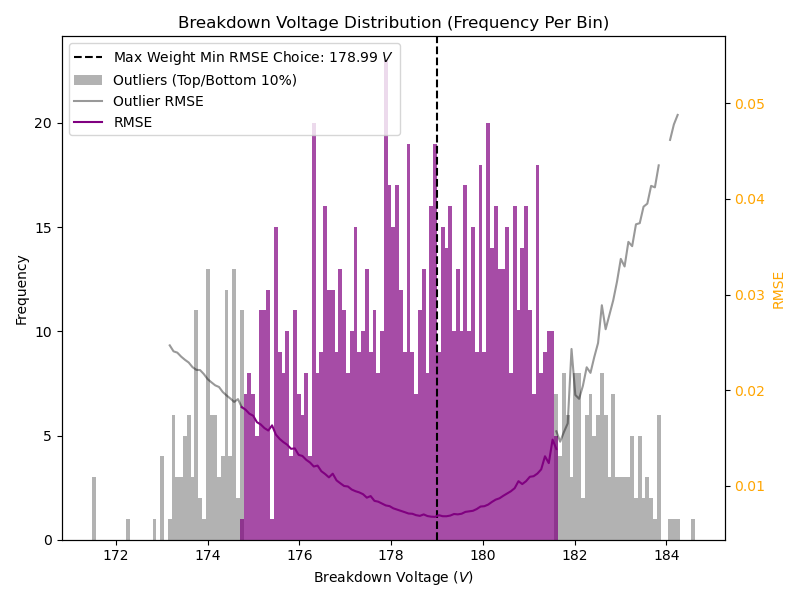 Breakdown Voltage Distribution (Frequency Per Bin)
Max Weight Min RMSE Choice: 178.99 V
Outliers (Top/Bottom 10%)
Outlier RMSE
RMSE
Frequency
20
15
10
5
0
0.05
0.04
0.03
0.02
0.01
RMSE
172 174 176 178 180 182 184
Breakdown Voltage (V)